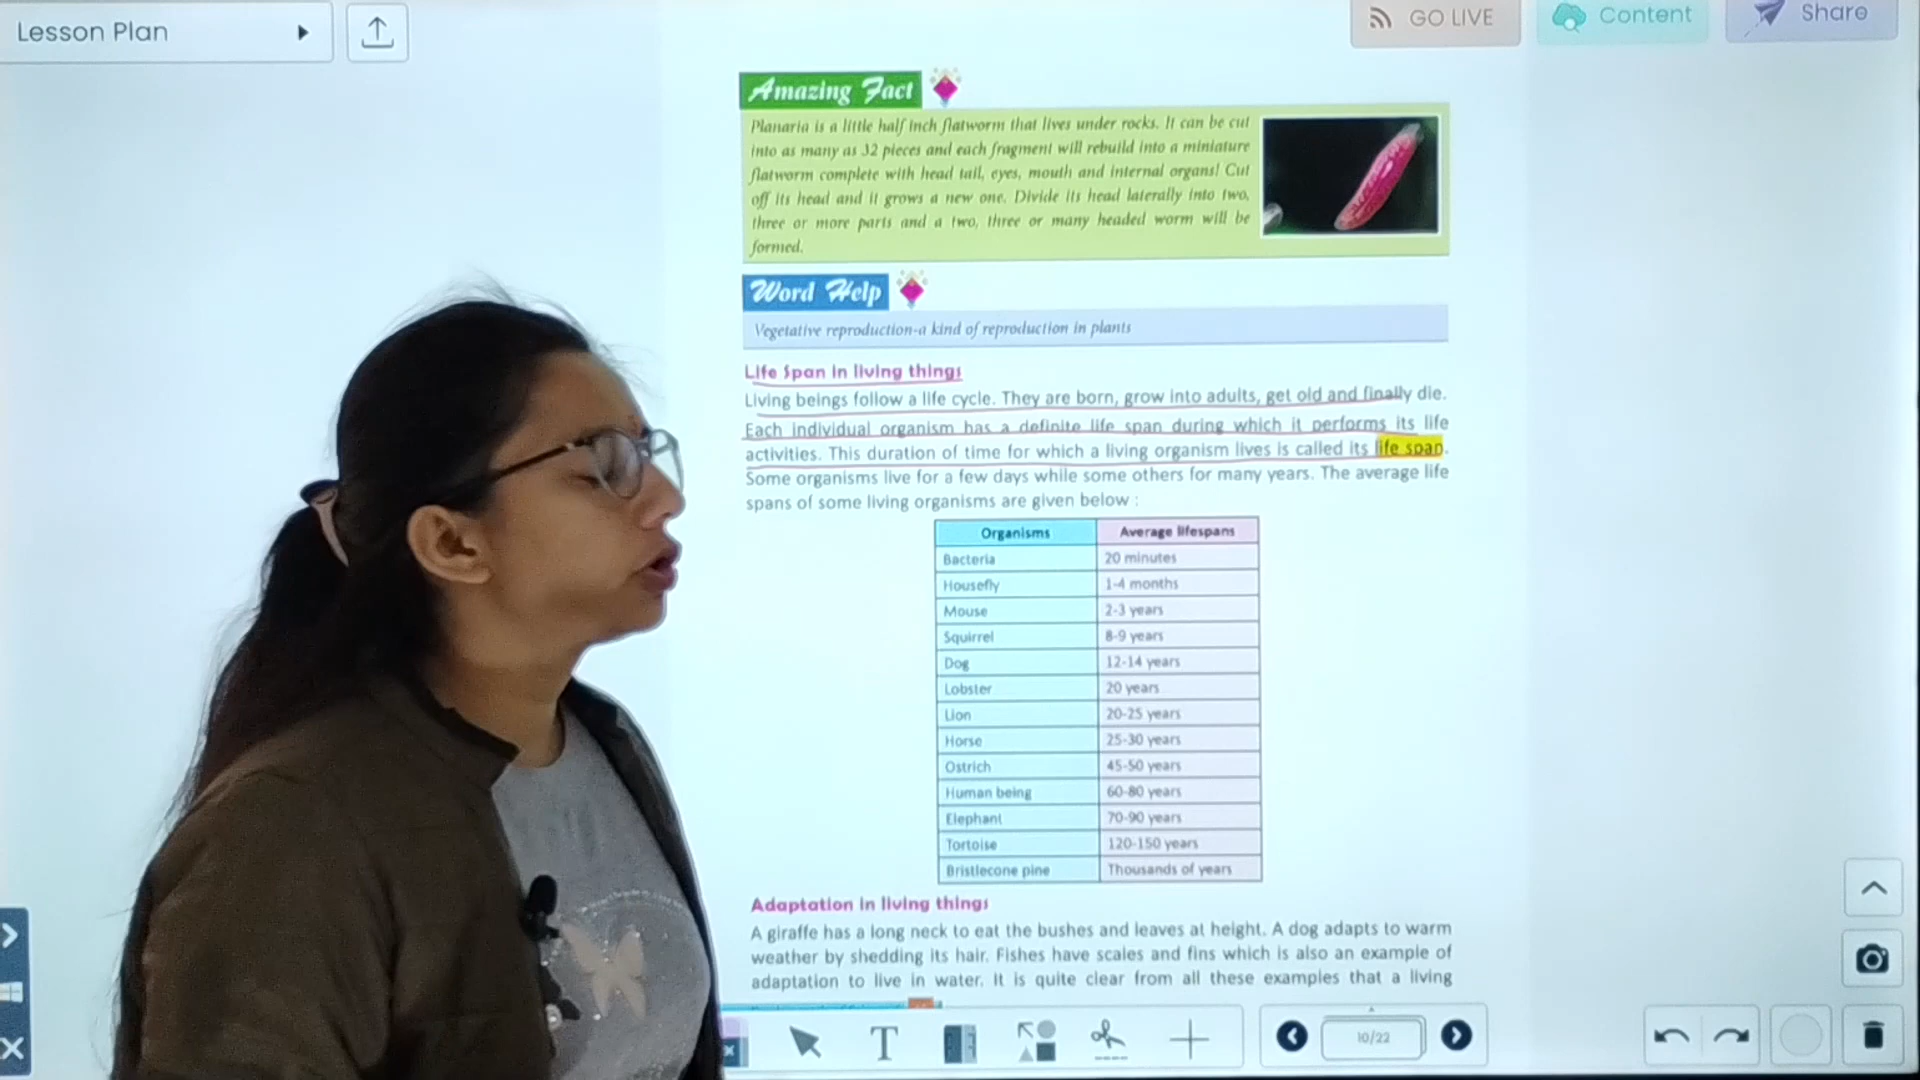 Lesson Plan
GO LIVE
Content
Share
Amazing Fact
Planaria is a little half inch flatworm that lives under rocks. It can be cut
into as many as 32 pieces and each fragment will rebuild into a miniature
flatworm complete with head tail, eyes, mouth and internal organs! Cut
off its head and it grows a new one. Divide its head laterally into two,
three or more parts and a two, three or many headed worm will be
formed.
Word Help
Vegetative reproduction-a kind of reproduction in plants
Life Span in living things
Living beings follow a life cycle. They are born, grow into adults, get old and finally die.
Each individual organism has a definite life span during which it performs its life
activities. This duration of time for which a living organism lives is called its life span.
Some organisms live for a few days while some others for many years. The average life
spans of some living organisms are given below :
Organisms Average lifespans
Bacteria 20 minutes
Housefly 1-4 months
Mouse 2-3 years
Squirrel 8-9 years
Dog 12-14 years
Lobster 20 years
Lion 20-25 years
Horse 25-30 years
Ostrich 45-50 years
Human being 60-80 years
Elephant 70-90 years
Tortoise 120-150 years
Bristlecone pine Thousands of years
Adaptation in living things
A giraffe has a long neck to eat the bushes and leaves at height. A dog adapts to warm
weather by shedding its hair. Fishes have scales and fins which is also an example of
adaptation to live in water. It is quite clear from all these examples that a living
T
10/22